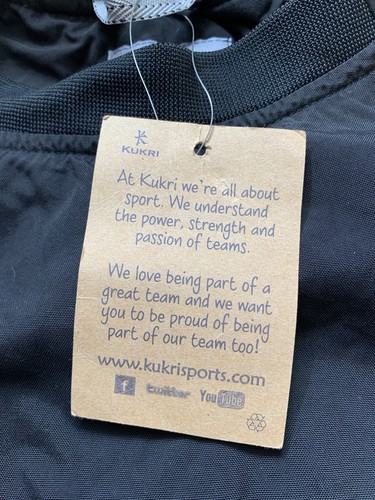 KUKRI
At Kukri we're all about
sport. We understand
the power, strength and
passion of teams.
We love being part of a
great team and we want
you to be proud of being
part of our team too!
www.kukrisports.com
f twitter YouTube